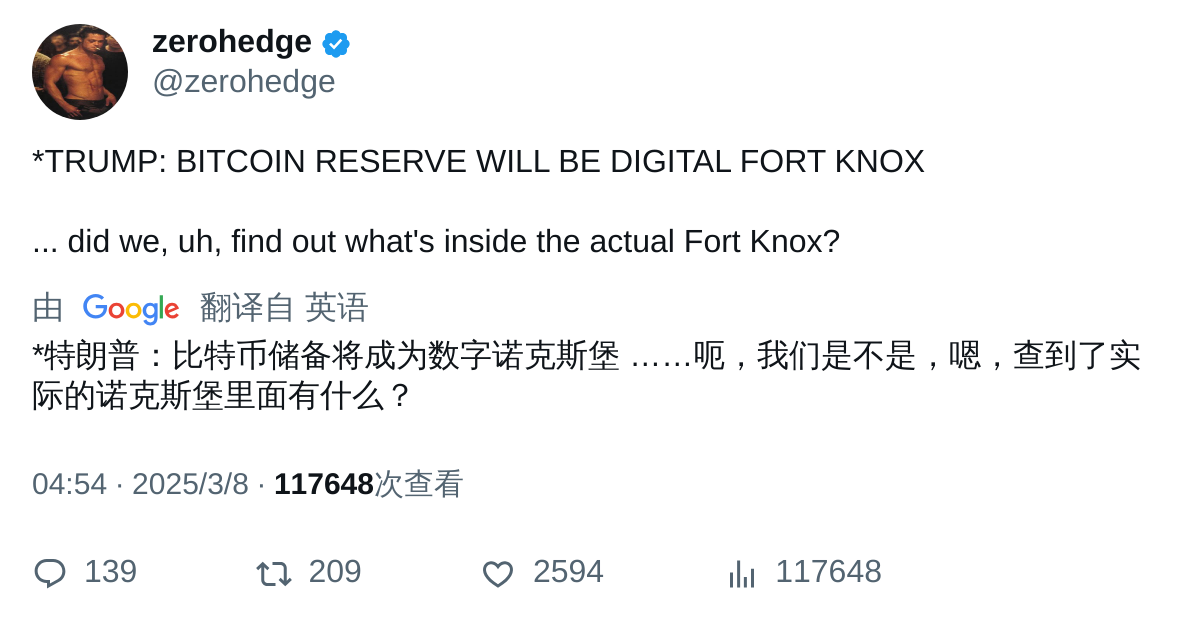 zerohedge
@zerohedge
*TRUMP: BITCOIN RESERVE WILL BE DIGITAL FORT KNOX
... did we, uh, find out what's inside the actual Fort Knox?
由 Google 翻译自 英语
*特朗普：比特币储备将成为数字诺克斯堡 ……呃，我们是不是，嗯，查到了实
际的诺克斯堡里面有什么？
04:54 · 2025/3/8 · 117648次查看
139 209 2594 117648